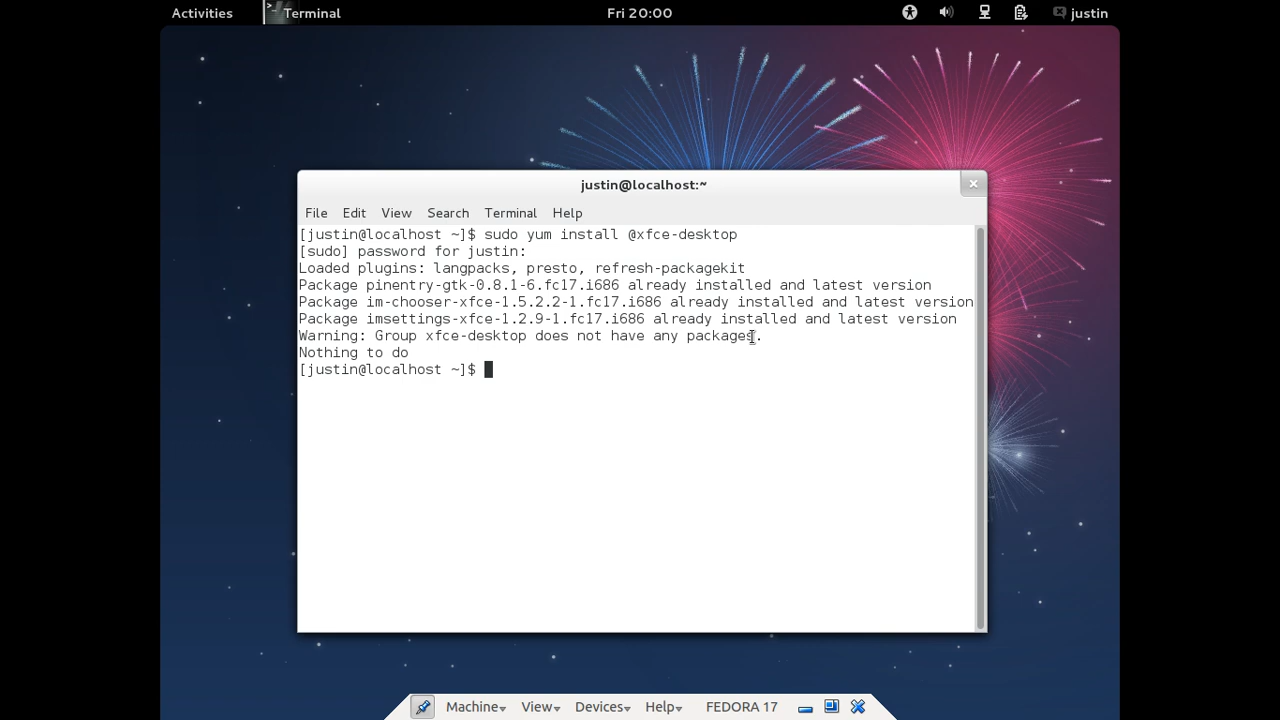 Activities Terminal Fri 20:00 justin
justin@localhost:~
File Edit View Search Terminal Help
[justin@localhost ~]$ sudo yum install @xfce-desktop
[sudo] password for justin:
Loaded plugins: langpacks, presto, refresh-packagekit
Package pinentry-gtk-0.8.1-6.fc17.i686 already installed and latest version
Package im-chooser-xfce-1.5.2.2-1.fc17.i686 already installed and latest version
Package imsettings-xfce-1.2.9-1.fc17.i686 already installed and latest version
Warning: Group xfce-desktop does not have any packages.
Nothing to do
[justin@localhost ~]$
Machine View Devices Help FEDORA 17